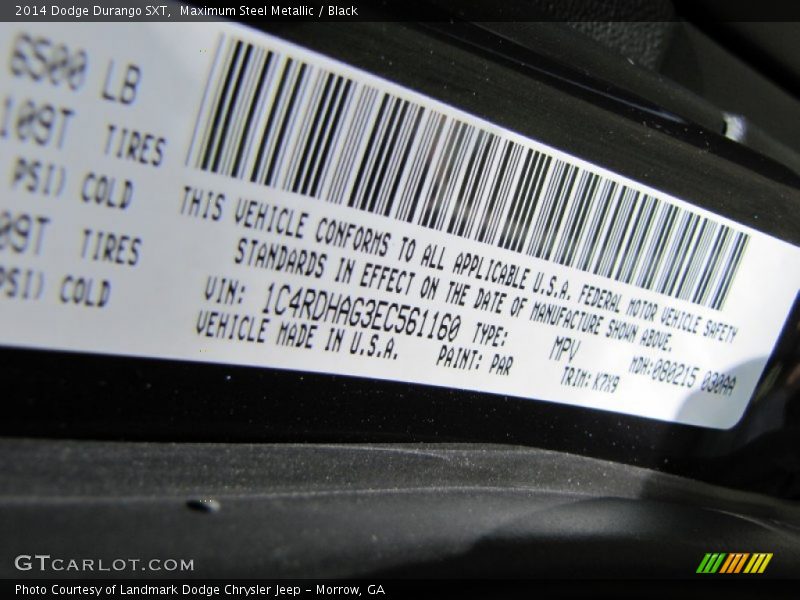 2014 Dodge Durango SXT,  Maximum Steel Metallic / Black
6500 LB
109T TIRES
PSI) COLD
09T TIRES
PSI) COLD
THIS VEHICLE CONFORMS TO ALL APPLICABLE U.S.A. FEDERAL MOTOR VEHICLE SAFETY
STANDARDS IN EFFECT ON THE DATE OF MANUFACTURE SHOWN ABOVE.
VIN: 1C4RDHAG3EC561160 TYPE: MPV MDH:080215 030AA
VEHICLE MADE IN U.S.A. PAINT: PAR TRIM: K7X9
GTCARLOT.COM
Photo Courtesy of Landmark Dodge Chrysler Jeep – Morrow, GA